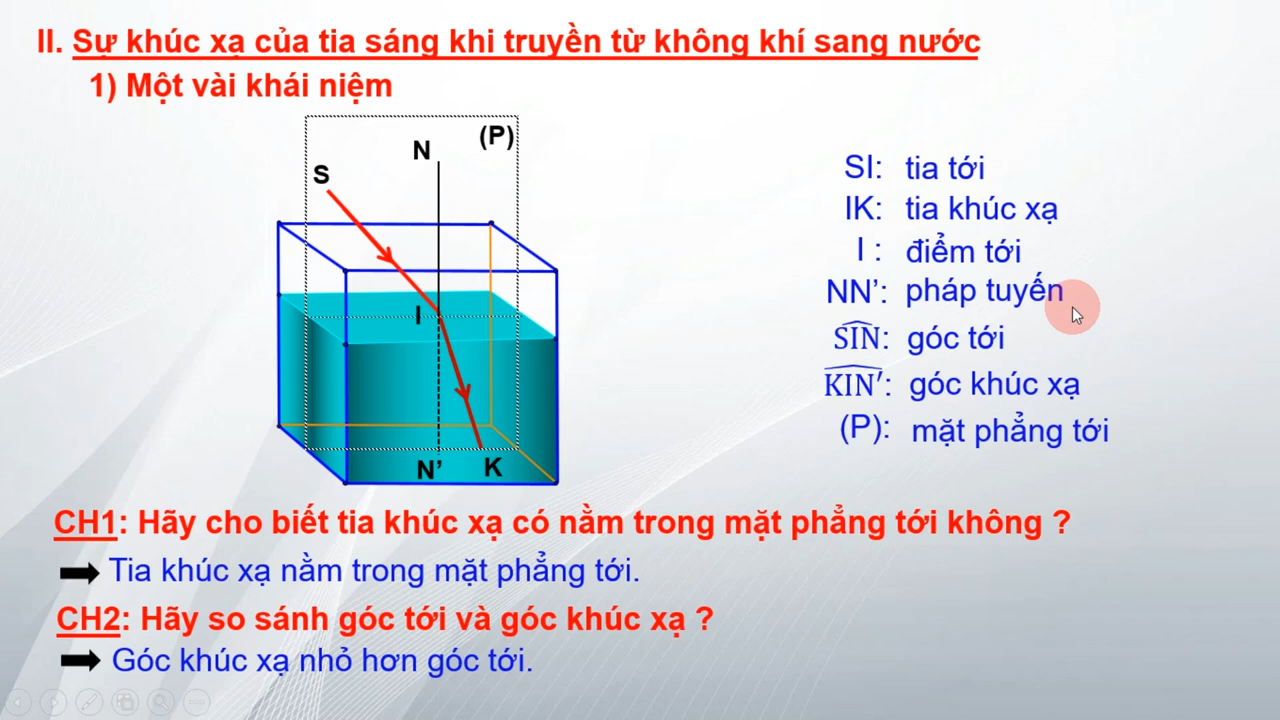 II. Sự khúc xạ của tia sáng khi truyền từ không khí sang nước
1) Một vài khái niệm
(P)
N
S
I
N’
K
SI: tia tới
IK: tia khúc xạ
I : điểm tới
NN’: pháp tuyến
SIN: góc tới
KIN′: góc khúc xạ
(P): mặt phẳng tới
CH1: Hãy cho biết tia khúc xạ có nằm trong mặt phẳng tới không ?
Tia khúc xạ nằm trong mặt phẳng tới.
CH2: Hãy so sánh góc tới và góc khúc xạ ?
Góc khúc xạ nhỏ hơn góc tới.